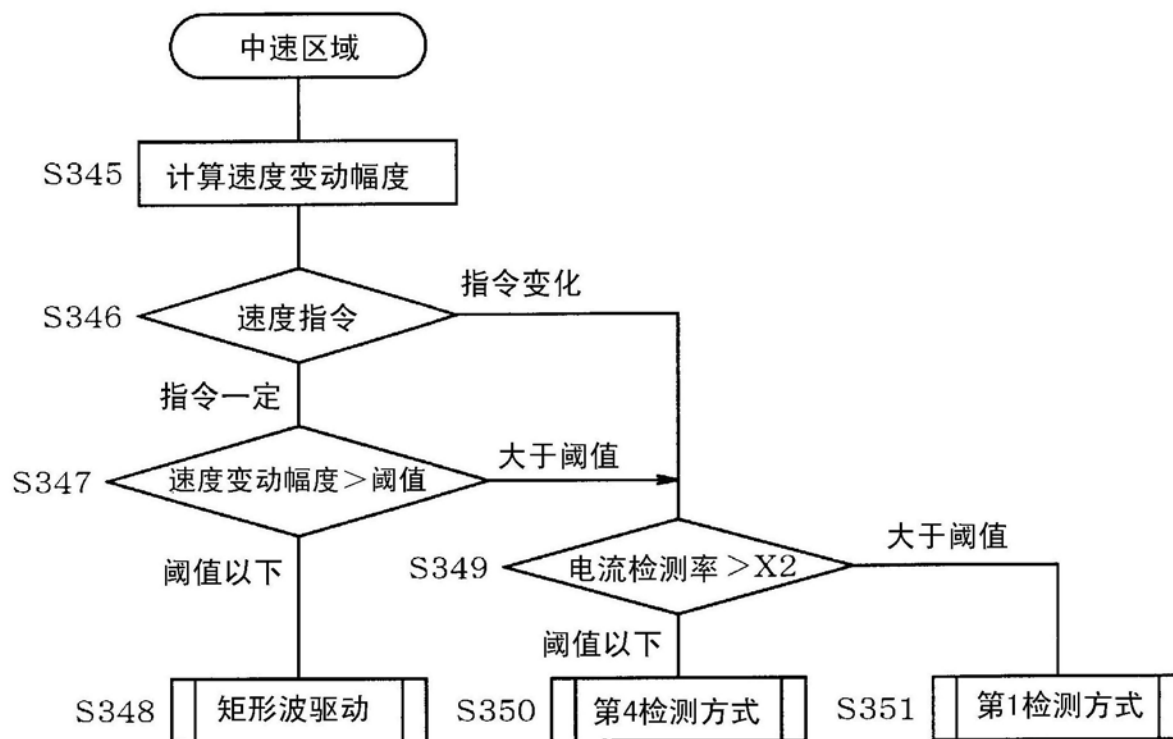 中速区域
S345 计算速度变动幅度
S346 速度指令 指令变化
指令一定
S347 速度变动幅度＞阈值 大于阈值
阈值以下
S349 电流检测率＞X2 大于阈值
阈值以下
S348 矩形波驱动
S350 第4检测方式
S351 第1检测方式